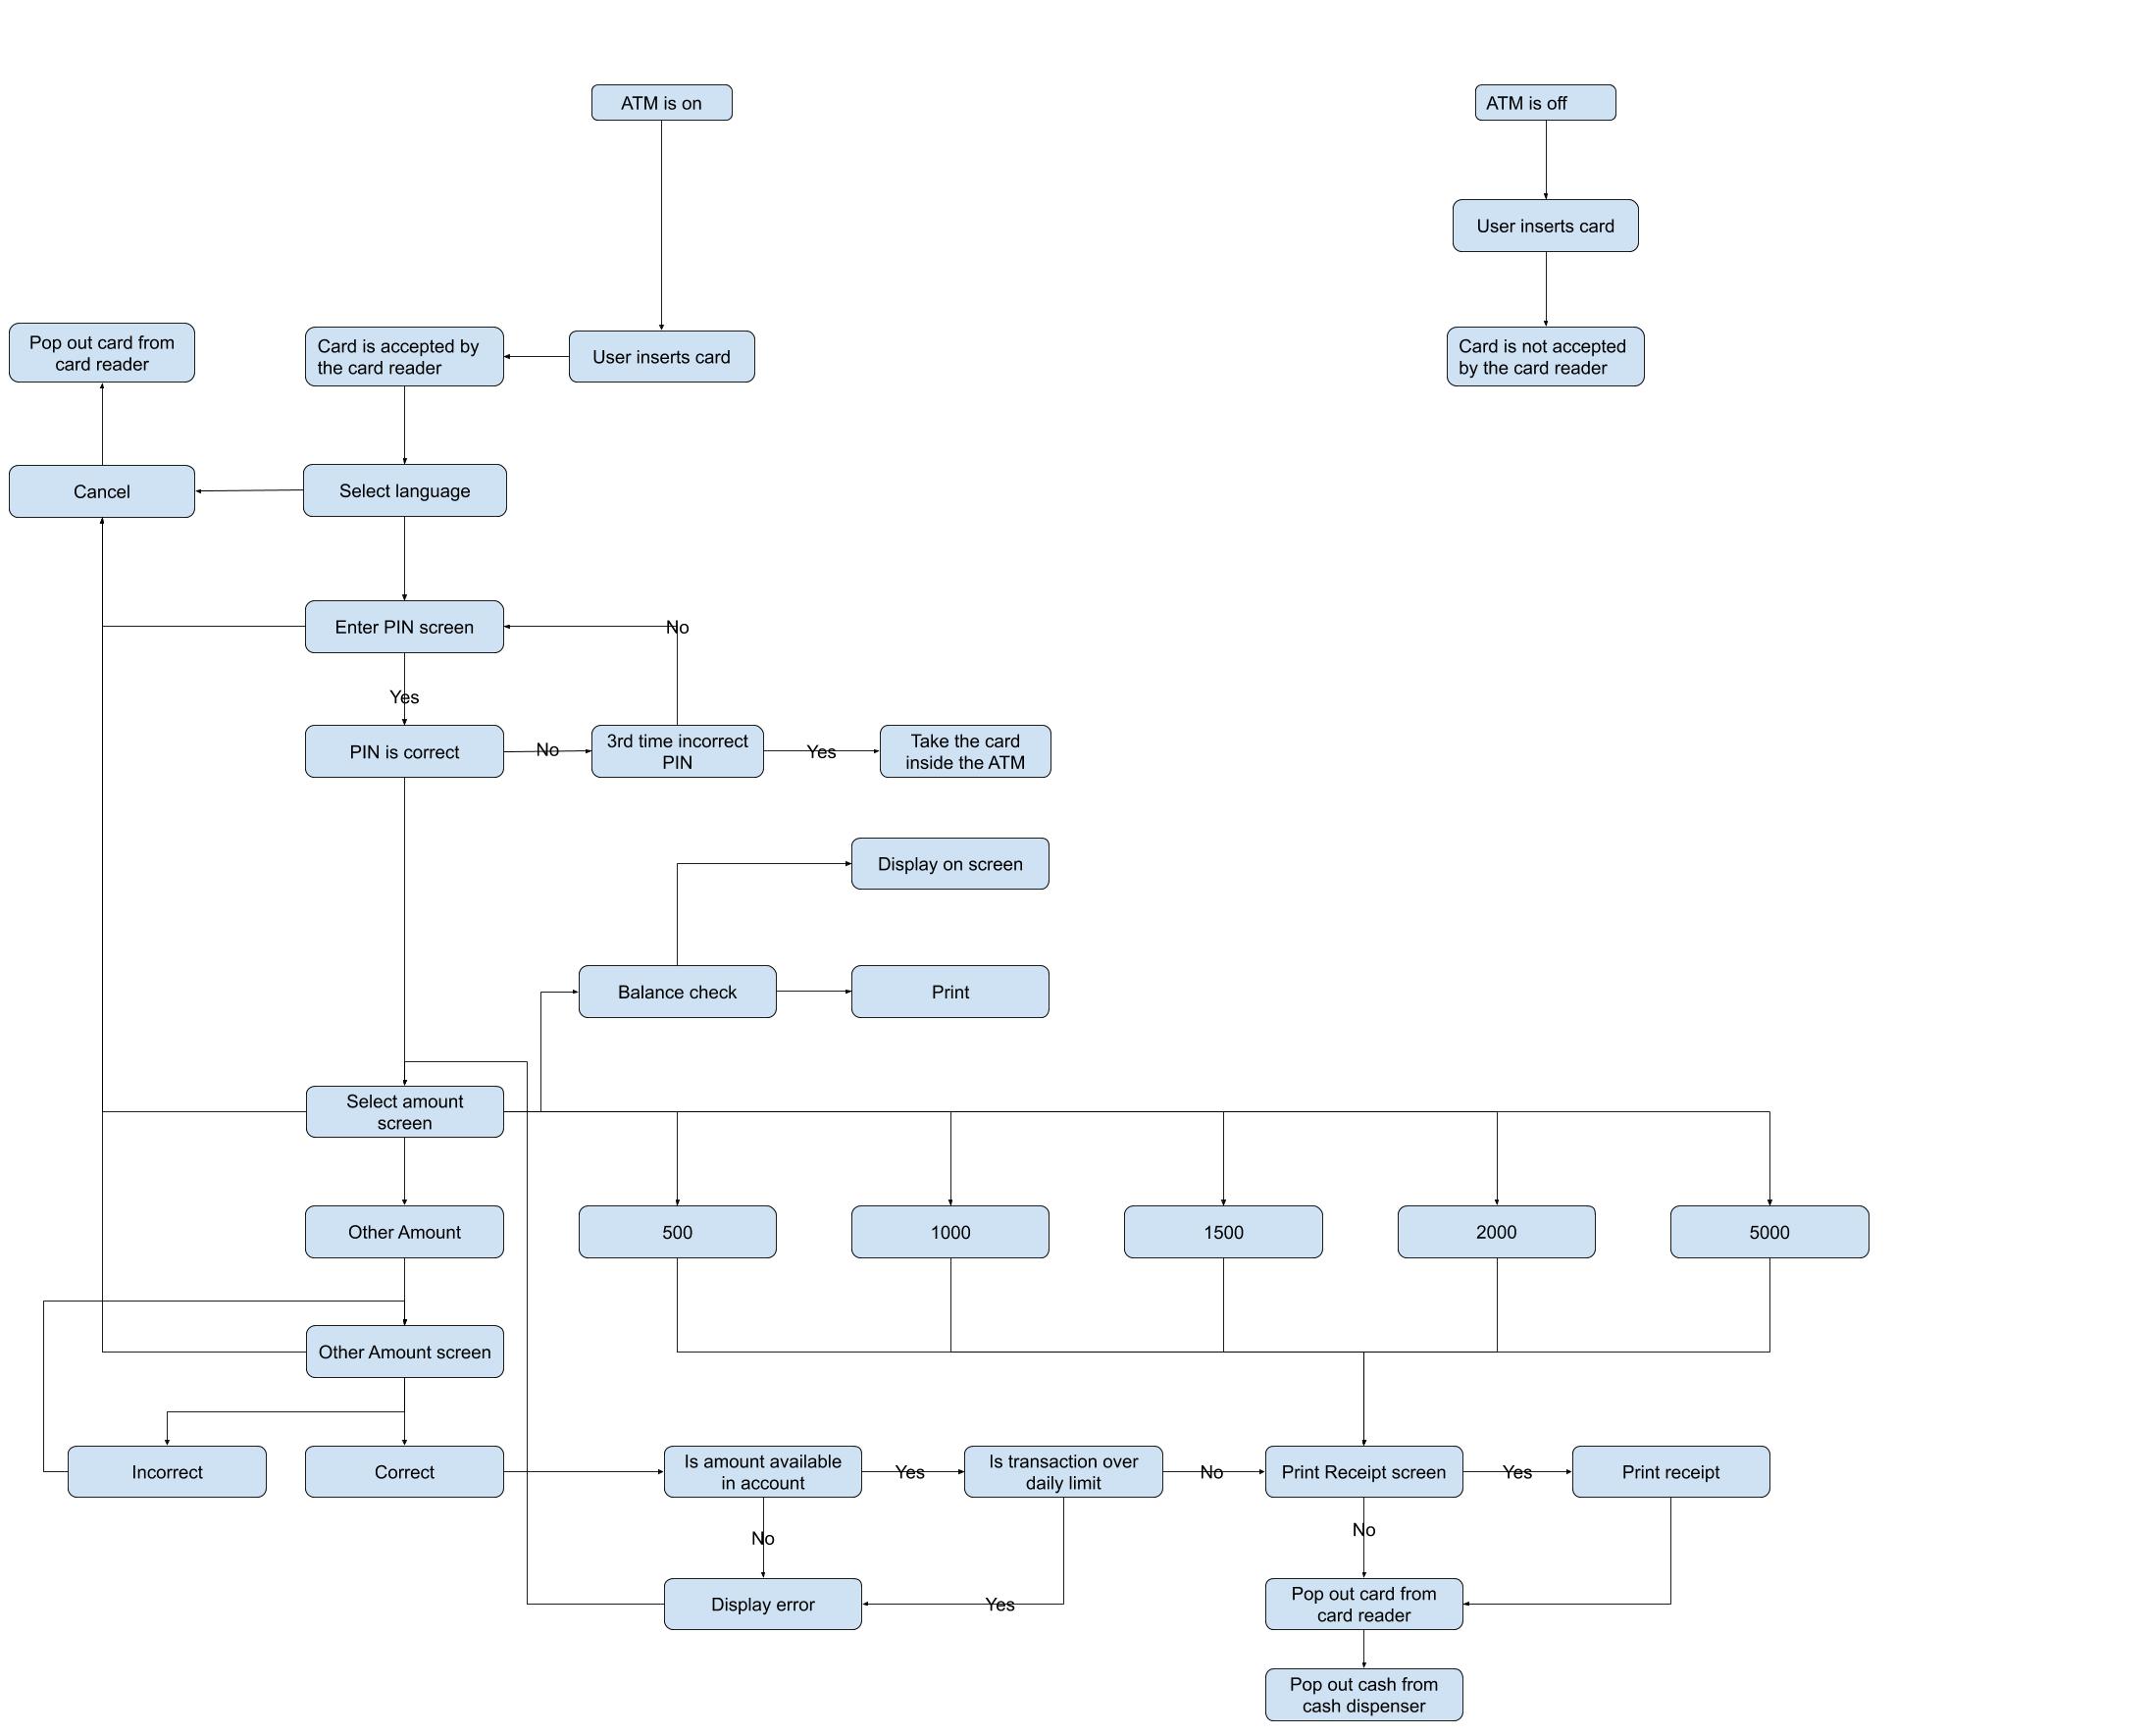 ATM is on
ATM is off
User inserts card
Pop out card from
card reader
Card is accepted by
the card reader
User inserts card
Card is not accepted
by the card reader
Cancel
Select language
Enter PIN screen
No
Yes
PIN is correct
No
3rd time incorrect
PIN
Yes
Take the card
inside the ATM
Display on screen
Balance check
Print
Select amount
screen
Other Amount
500
1000
1500
2000
5000
Other Amount screen
Incorrect
Correct
Is amount available
in account
Yes
Is transaction over
daily limit
No
Print Receipt screen
Yes
Print receipt
No
No
Display error
Yes
Pop out card from
card reader
Pop out cash from
cash dispenser